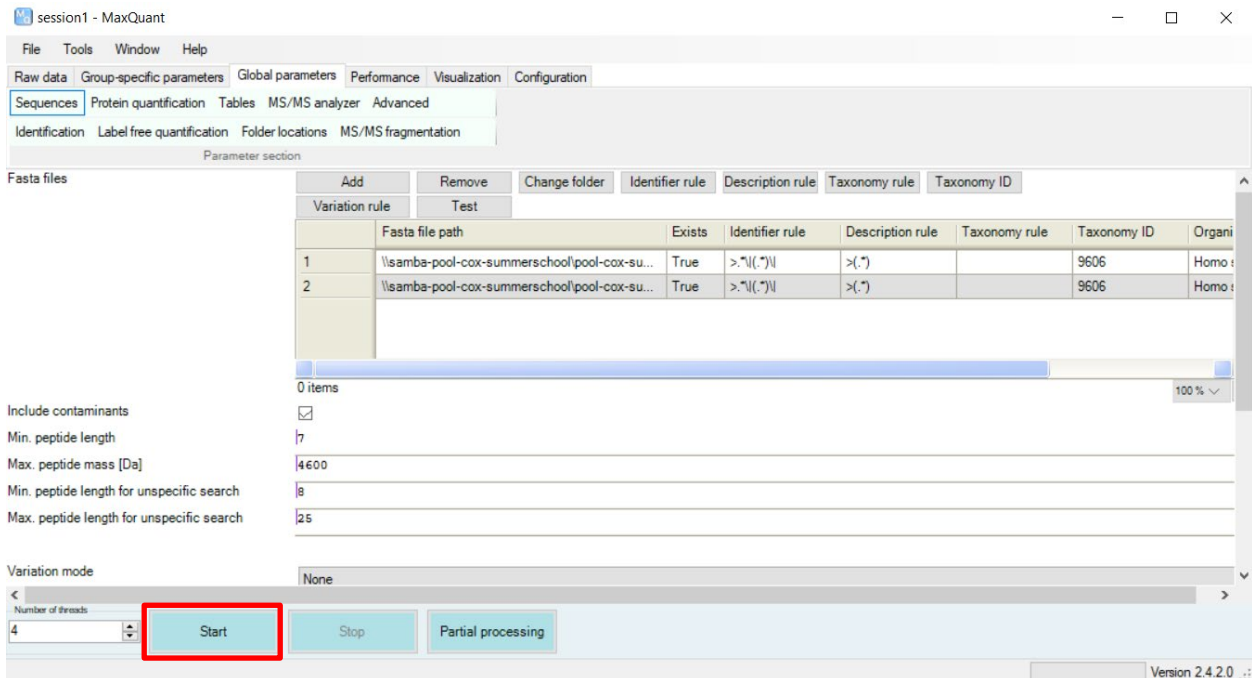 session1 - MaxQuant
File Tools Window Help
Raw data Group-specific parameters Global parameters Performance Visualization Configuration
Sequences Protein quantification Tables MS/MS analyzer Advanced
Identification Label free quantification Folder locations MS/MS fragmentation
Parameter section
Fasta files
Add Remove Change folder Identifier rule Description rule Taxonomy rule Taxonomy ID
Variation rule Test
Fasta file path Exists Identifier rule Description rule Taxonomy rule Taxonomy ID Organi
1 \\samba-pool-cox-summerschool\pool-cox-su... True >.*\|(.*)\| >(.*) 9606 Homo s
2 \\samba-pool-cox-summerschool\pool-cox-su... True >.*\|(.*)\| >(.*) 9606 Homo s
0 items
100 %
Include contaminants
Min. peptide length 7
Max. peptide mass [Da] 4600
Min. peptide length for unspecific search 8
Max. peptide length for unspecific search 25
Variation mode None
Number of threads
4 Start Stop Partial processing
Version 2.4.2.0